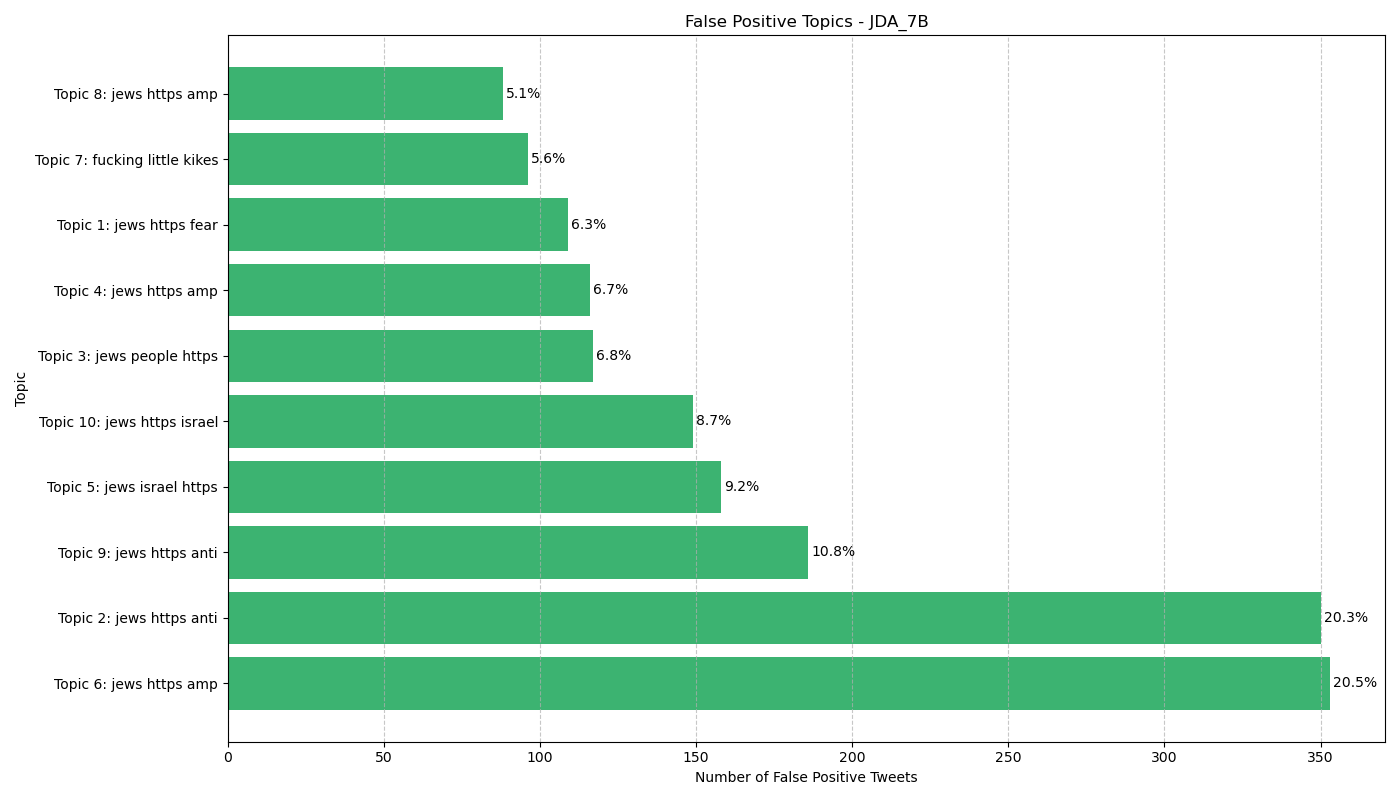 False Positive Topics - JDA_7B
Topic 8: jews https amp
5.1%
Topic 7: fucking little kikes
5.6%
Topic 1: jews https fear
6.3%
Topic 4: jews https amp
6.7%
Topic 3: jews people https
6.8%
Topic 10: jews https israel
8.7%
Topic 5: jews israel https
9.2%
Topic 9: jews https anti
10.8%
Topic 2: jews https anti
20.3%
Topic 6: jews https amp
20.5%
Topic
0 50 100 150 200 250 300 350
Number of False Positive Tweets